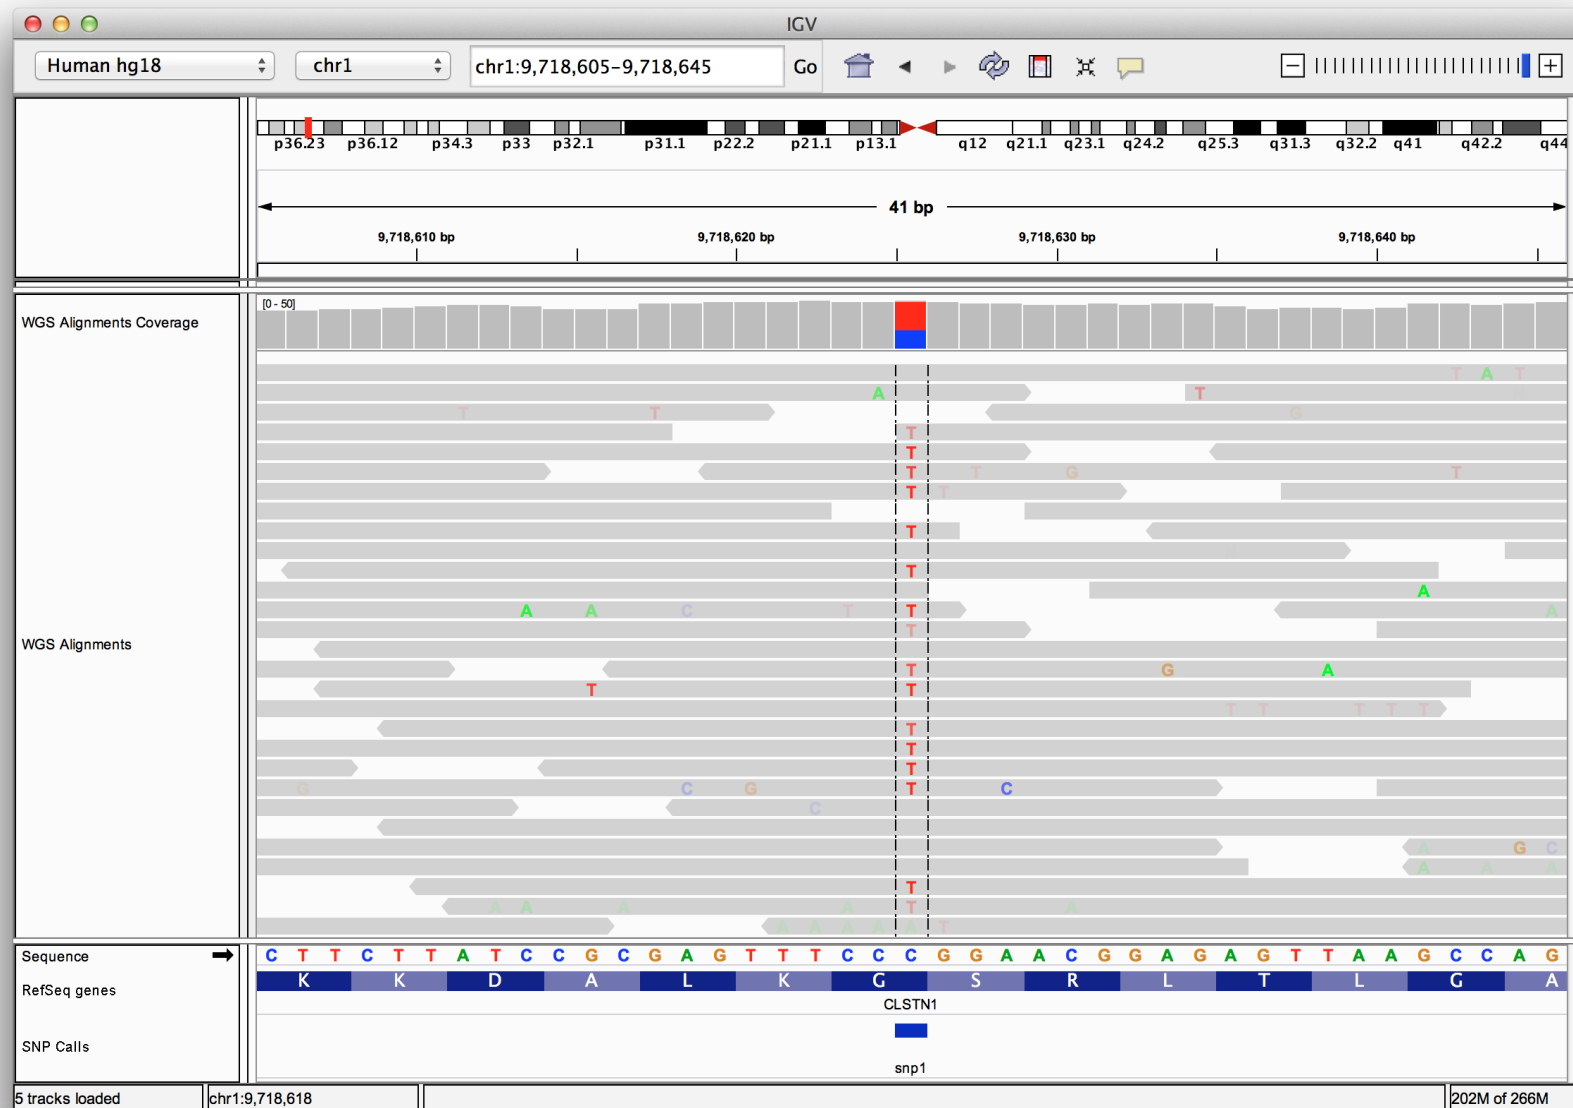 IGV
Human hg18 chr1 chr1:9,718,605-9,718,645 Go
p36.23 p36.12 p34.3 p33 p32.1 p31.1 p22.2 p21.1 p13.1 q12 q21.1 q23.1 q24.2 q25.3 q31.3 q32.2 q41 q42.2 q44
41 bp
9,718,610 bp 9,718,620 bp 9,718,630 bp 9,718,640 bp
[0 - 50]
WGS Alignments Coverage
T A T
A T
T T G
T
T
T T G T
T T
T
T
A
A A C T T A
T
WGS Alignments
T G A
T T
T T T T T
T
T
T
G C G T C
C
A G C
A A A
T
A A A A T A
A A A A A T
Sequence C T T C T T A T C C G C G A G T T T C C C G G A A C G G A G A G T T A A G C C A G
RefSeq genes K K D A L K G S R L T L G A
CLSTN1
SNP Calls
snp1
5 tracks loaded chr1:9,718,618 202M of 266M